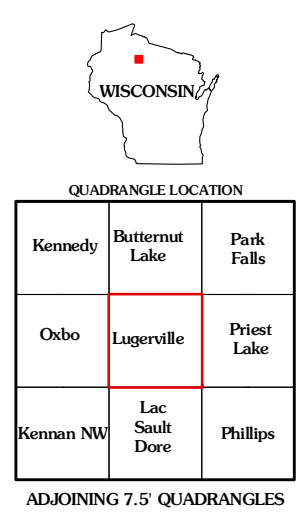 WISCONSIN
QUADRANGLE LOCATION
Kennedy
Butternut
Lake
Park
Falls
Oxbo
Lugerville
Priest
Lake
Kennan NW
Lac
Sault
Dore
Phillips
ADJOINING 7.5' QUADRANGLES